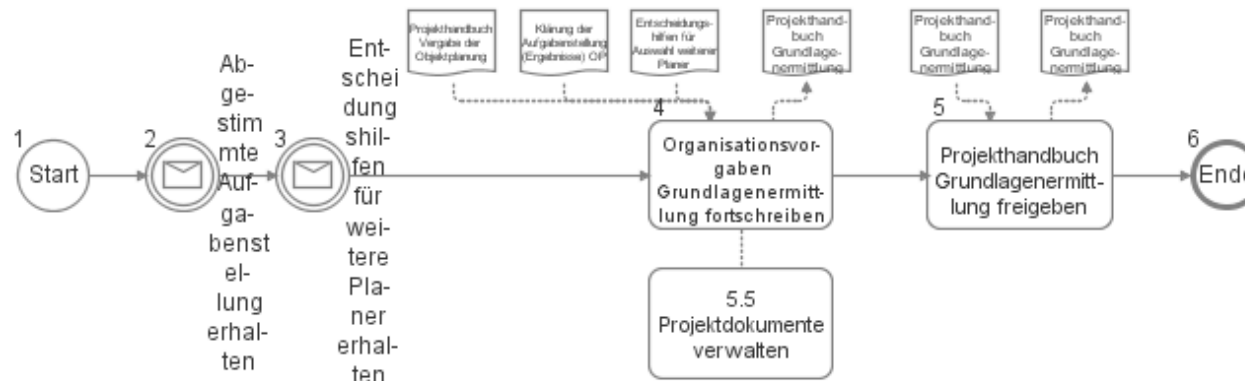 Projekthandbuch
Vergabe der
Objektplanung
Klärung der
Aufgabenstellung
(Ergebnisse) OP
Entscheidungs-
hilfen für
Auswahl weiterer
Planer
Projekthand-
buch
Grundlage-
nermittlung
Projekthand-
buch
Grundlage-
nermittlung
Projekthand-
buch
Grundlage-
nermittlung
1
Start
2
Ab-
ge-
stim
mte
Auf-
ga-
benst
el-
lung
erhal-
ten
3
Ent-
schei
dung
shil-
fen
für
wei-
tere
Pla-
ner
erhal-
ten
4
Organisationsvor-
gaben
Grundlagenermitt-
lung fortschreiben
5
Projekthandbuch
Grundlagenermitt-
lung freigeben
6
Ende
5.5
Projektdokumente
verwalten